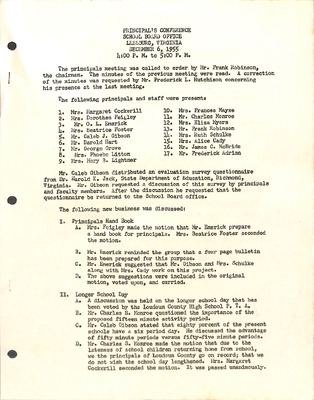 PRINCIPAL'S CONFERENCE
SCHOOL BOARD OFFICE
LEESBURG, VIRGINIA
DECEMBER 6, 1955
4:00 P. M. to 5:00 P. M.
The principals meeting was called to order by Mr. Frank Robinson,
the chairman. The minutes of the previous meeting were read. A correction
of the minutes was requested by Mr. Frederick L. Hutchison concerning
his presence at the last meeting.
The following principals and staff were present
1. Mrs. Margaret Cockerill
2. Mrs. Dorothea Feigley
3. Mr. O. L. Emerick
4. Mrs. Beatrice Foster
5. Mr. Caleb J. Gibson
6. Mr. Darold Hart
7. Mr. George Grove
8. Mrs. Phoebe Litton
9. Mrs. Mary B. Lightner
10. Mrs. Frances Mayse
11. Mr. Charles Monroe
12. Mrs. Eliza Myers
13. Mr. Frank Robinson
14. Mrs. Ruth Schulke
15. Mrs. Alice Cady
16. Mr. James C. McBride
17. Mr. Frederick Adrian
Mr. Caleb Gibson distributed an evaluation survey questionnaire
from Dr. Harold K. Jack, State Department of Education, Richmond,
Virginia. Mr. Gibson requested a discussion of this survey by principals
and faculty members. After the discussion he requested that the
questionaire be returned to the School Board office.
The following new business was discussed:
I. Principals Hand Book
A. Mrs. Feigley made the motion that Mr. Emerick prepare
a hand book for principals. Mrs. Beatrice Foster seconded
the motion.
B. Mr. Emerick reminded the group that a four page bulletin
has been prepared for this purpose.
C. Mr. Emerick suggested that Mr. Gibson and Mrs. Schulke
along with Mrs. Cady work on this project.
D. The above suggestions were included in the original
motion, voted upon, and carried.
II. Longer School Day
A. A discussion was held on the longer school day that has
been voted by the Loudoun County High School P. T. A.
B. Mr. Charles S. Monroe questioned the importance of the
proposed fifteen minute activity period.
C. Mr. Caleb Gibson stated that eighty percent of the present
schools have a six period day. He discussed the advantage
of fifty minute periods versus fifty-five minute periods.
D. Mr. Charles S. Monroe made the motion that due to the
lateness of school children returning home from school,
we the principals of Loudoun County go on record; that we
do not wish the school day lengthened. Mrs. Margaret
Cockerill seconded the motion. It was passed unanimously.